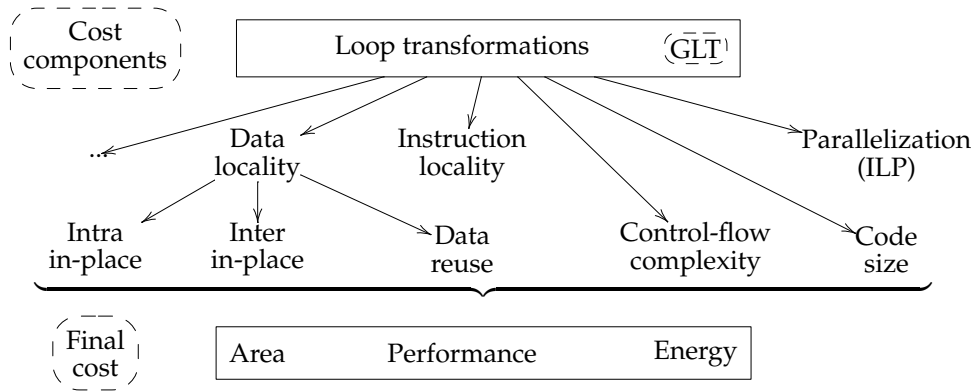 Cost
components
Loop transformations
GLT
...
Data
locality
Instruction
locality
Parallelization
(ILP)
Intra
in-place
Inter
in-place
Data
reuse
Control-flow
complexity
Code
size
Final
cost
Area
Performance
Energy